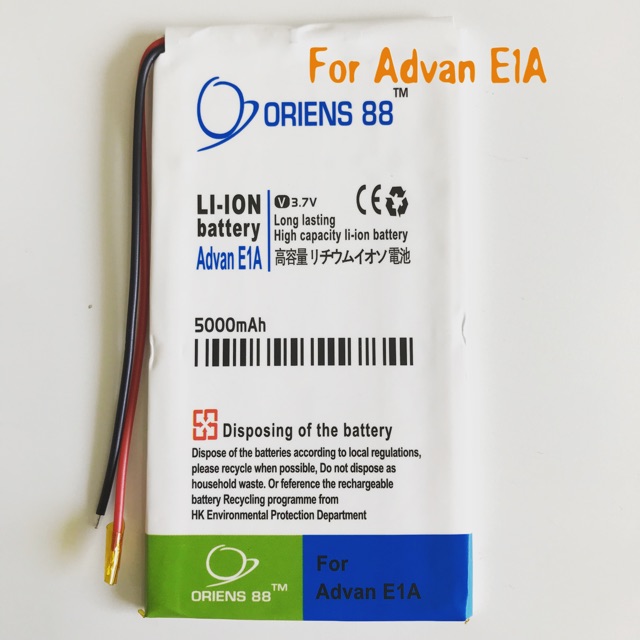 For Advan E1A
ORIENS 88™
LI-ION
battery
Advan E1A
V 3.7V
Long lasting
High capacity li-ion battery
高容量リチウムイオン電池
5000mAh
Disposing of the battery
Dispose of the batteries according to local regulations,
please recycle when possible, Do not dispose as
household waste. Or reference the rechargeable
battery Recycling programme from
HK Environmental Protection Department
ORIENS 88™
For
Advan E1A